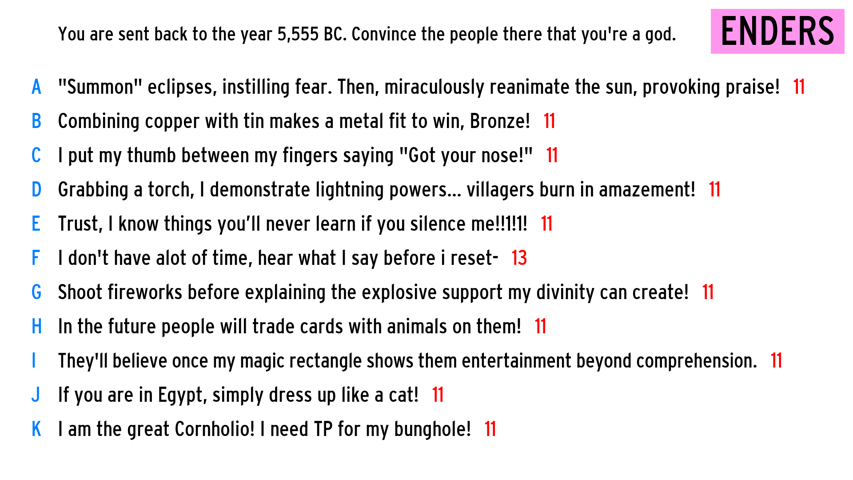 You are sent back to the year 5,555 BC. Convince the people there that you're a god.
ENDERS
A "Summon" eclipses, instilling fear. Then, miraculously reanimate the sun, provoking praise! 11
B Combining copper with tin makes a metal fit to win, Bronze! 11
C I put my thumb between my fingers saying "Got your nose!" 11
D Grabbing a torch, I demonstrate lightning powers... villagers burn in amazement! 11
E Trust, I know things you’ll never learn if you silence me!!1!1! 11
F I don't have alot of time, hear what I say before i reset- 13
G Shoot fireworks before explaining the explosive support my divinity can create! 11
H In the future people will trade cards with animals on them! 11
I They'll believe once my magic rectangle shows them entertainment beyond comprehension. 11
J If you are in Egypt, simply dress up like a cat! 11
K I am the great Cornholio! I need TP for my bunghole! 11